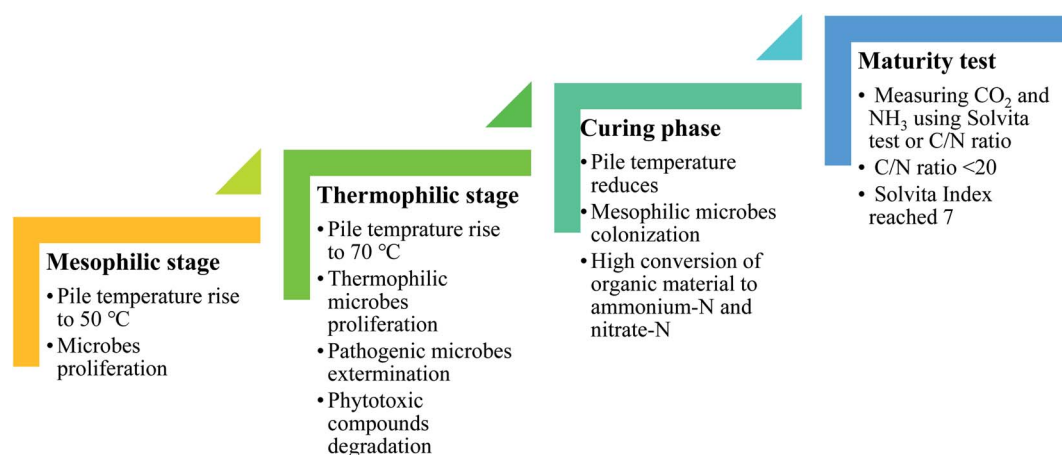 Mesophilic stage
• Pile temperature rise
to 50 ℃
• Microbes
proliferation
Thermophilic stage
• Pile temprature rise
to 70 ℃
• Thermophilic
microbes
proliferation
• Pathogenic microbes
extermination
• Phytotoxic
compounds
degradation
Curing phase
• Pile temperature
reduces
• Mesophilic microbes
colonization
• High conversion of
organic material to
ammonium-N and
nitrate-N
Maturity test
• Measuring CO₂ and
NH₃ using Solvita
test or C/N ratio
• C/N ratio <20
• Solvita Index
reached 7